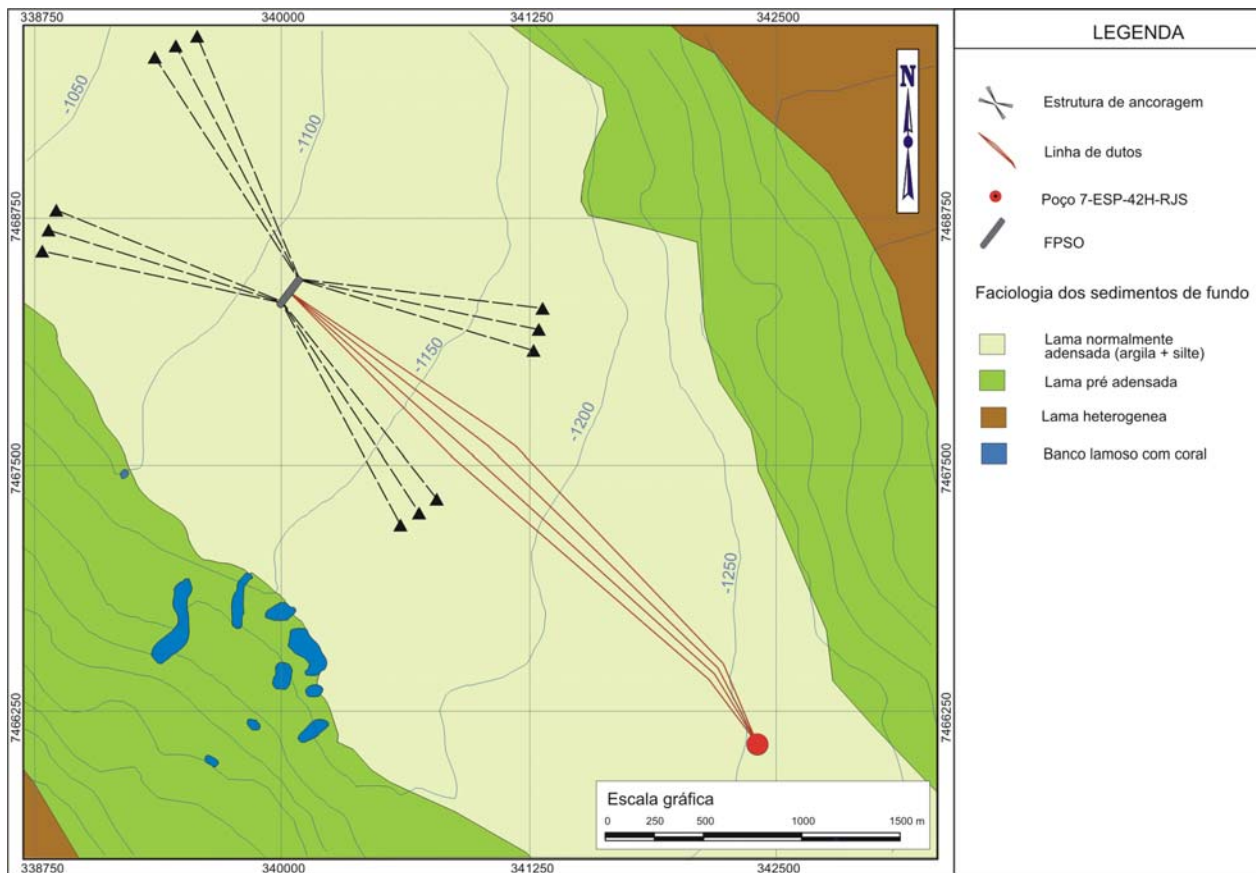 338750
340000
341250
342500
-1050
-1100
-1150
-1200
-1250
7468750
7467500
7466250
7468750
7467500
7466250
N
Escala gráfica
0 250 500 1000 1500 m
338750
340000
341250
342500
LEGENDA
Estrutura de ancoragem
Linha de dutos
Poço 7-ESP-42H-RJS
FPSO
Faciologia dos sedimentos de fundo
Lama normalmente
adensada (argila + silte)
Lama pré adensada
Lama heterogenea
Banco lamoso com coral